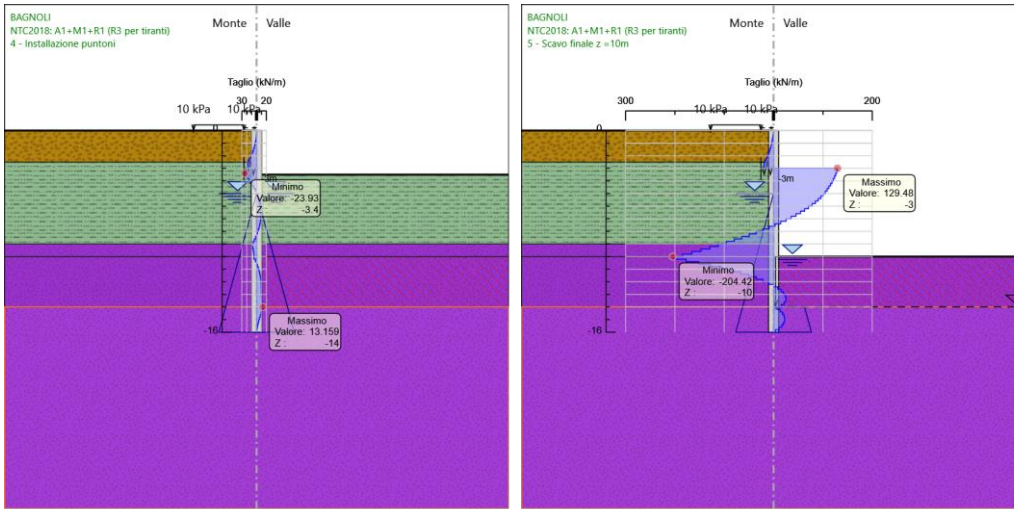 BAGNOLI
NTC2018: A1+M1+R1 (R3 per tiranti)
4 - Installazione puntoni
Monte
Valle
Taglio (kN/m)
30
20
10 kPa
10 kPa
0
-3m
Minimo
Valore: -23.93
Z : -3.4
Massimo
Valore: 13.159
Z : -14
-16
BAGNOLI
NTC2018: A1+M1+R1 (R3 per tiranti)
5 - Scavo finale z =10m
Monte
Valle
Taglio (kN/m)
300
200
10 kPa
10 kPa
0
-3m
Massimo
Valore: 129.48
Z : -3
Minimo
Valore: -204.42
Z : -10
-16